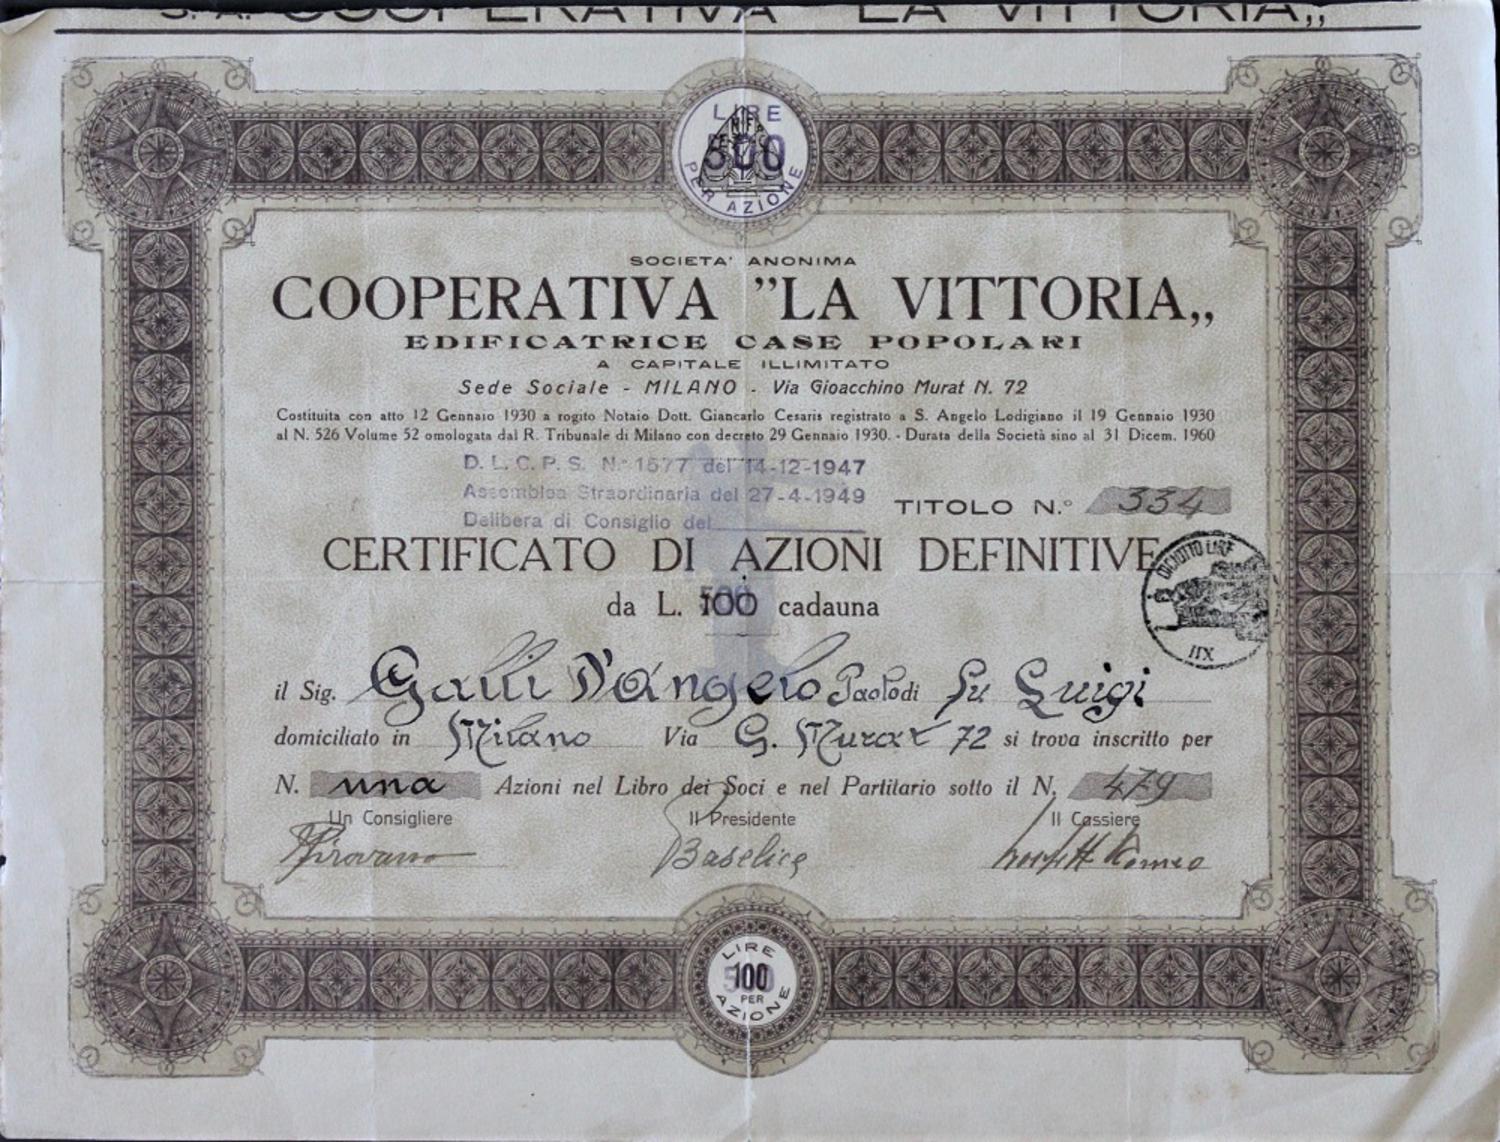 S. A. COOPERATIVA "LA VITTORIA„
LIRE
500
PER AZIONE
SOCIETA' ANONIMA
COOPERATIVA "LA VITTORIA„
EDIFICATRICE CASE POPOLARI
A CAPITALE ILLIMITATO
Sede Sociale - MILANO - Via Gioacchino Murat N. 72
Costituita con atto 12 Gennaio 1930 a rogito Notaio Dott. Giancarlo Cesaris registrato a S. Angelo Lodigiano il 19 Gennaio 1930
al N. 526 Volume 52 omologata dal R. Tribunale di Milano con decreto 29 Gennaio 1930. - Durata della Società sino al 31 Dicem. 1960
D. L. C. P. S. N.° 1577 del 14-12-1947
Assemblea Straordinaria del 27-4-1949
Delibera di Consiglio del
TITOLO N.° 334
CERTIFICATO DI AZIONI DEFINITIVE
DICIOTTO LIRE
XII
da L. 100 cadauna
il Sig. Galli D'Angelo Paolo di fu Luigi
domiciliato in Milano Via G. Murat 72 si trova inscritto per
N. una Azioni nel Libro dei Soci e nel Partitario sotto il N. 479
Un Consigliere Il Presidente Il Cassiere
Pirovano Baselice Romeo
LIRE
100
PER
AZIONE